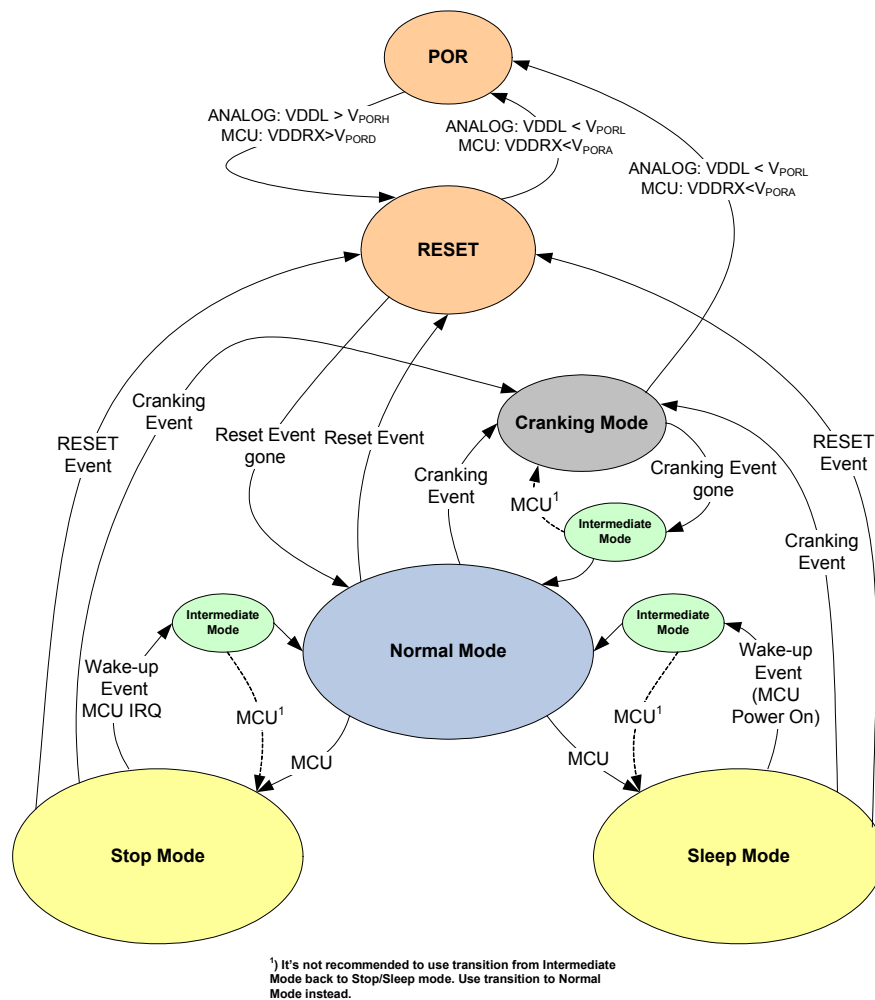 POR
ANALOG: VDDL > VPORH
MCU: VDDRX>VPORD
ANALOG: VDDL < VPORL
MCU: VDDRX<VPORA
ANALOG: VDDL < VPORL
MCU: VDDRX<VPORA
RESET
Cranking
Event
RESET
Event
Reset Event
gone
Reset Event
Cranking
Event
Cranking Mode
MCU¹
Cranking Event
gone
RESET
Event
Intermediate
Mode
Cranking
Event
Intermediate
Mode
Normal Mode
Intermediate
Mode
Wake-up
Event
MCU IRQ
MCU¹
MCU
MCU
MCU¹
Wake-up
Event
(MCU
Power On)
Stop Mode
Sleep Mode
¹) It's not recommended to use transition from Intermediate
Mode back to Stop/Sleep mode. Use transition to Normal
Mode instead.